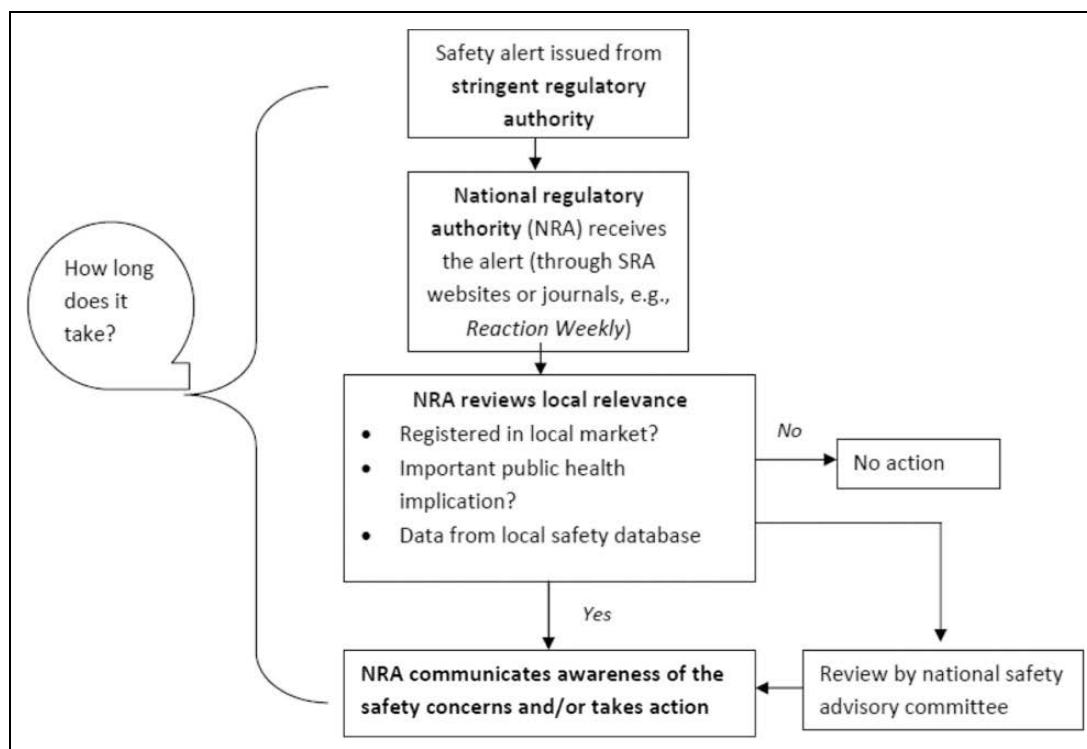 Safety alert issued from
stringent regulatory
authority
National regulatory
authority (NRA) receives
the alert (through SRA
websites or journals, e.g.,
Reaction Weekly)
How long
does it
take?
NRA reviews local relevance
• Registered in local market?
• Important public health
implication?
• Data from local safety database
No
No action
Yes
NRA communicates awareness of the
safety concerns and/or takes action
Review by national safety
advisory committee